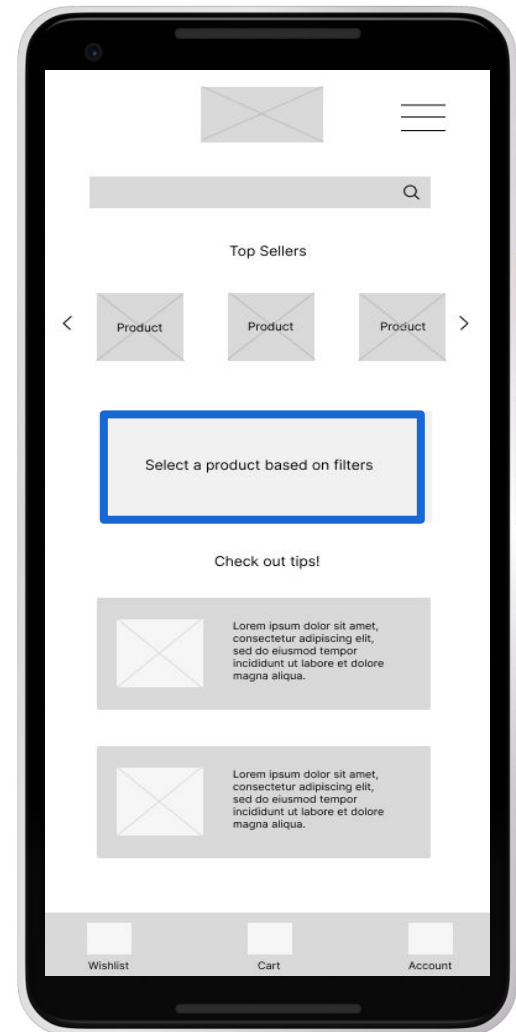 Top Sellers
Product Product Product
Select a product based on filters
Check out tips!
Lorem ipsum dolor sit amet,
consectetur adipiscing elit,
sed do eiusmod tempor
incididunt ut labore et dolore
magna aliqua.
Lorem ipsum dolor sit amet,
consectetur adipiscing elit,
sed do eiusmod tempor
incididunt ut labore et dolore
magna aliqua.
Wishlist Cart Account